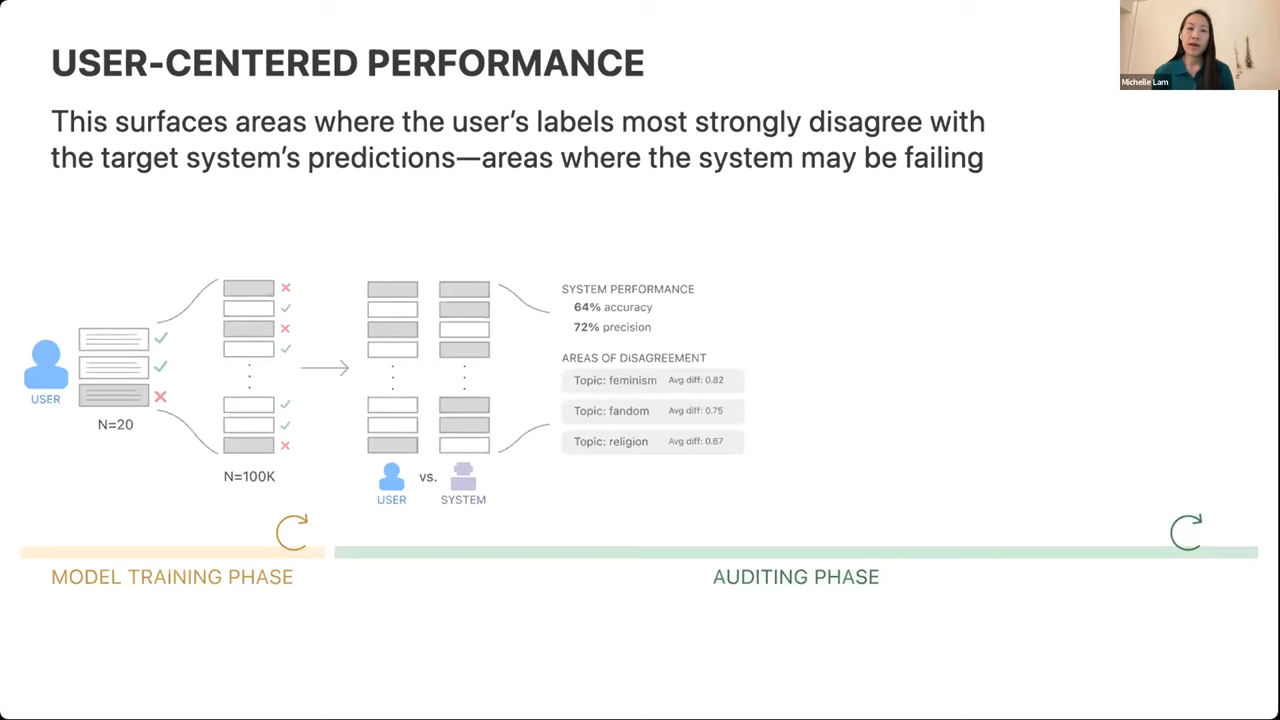 USER-CENTERED PERFORMANCE
Michelle Lam
This surfaces areas where the user's labels most strongly disagree with
the target system's predictions—areas where the system may be failing
USER
N=20
N=100K
USER
vs.
SYSTEM
SYSTEM PERFORMANCE
64% accuracy
72% precision
AREAS OF DISAGREEMENT
Topic: feminism Avg diff: 0.82
Topic: fandom Avg diff: 0.75
Topic: religion Avg diff: 0.67
MODEL TRAINING PHASE
AUDITING PHASE